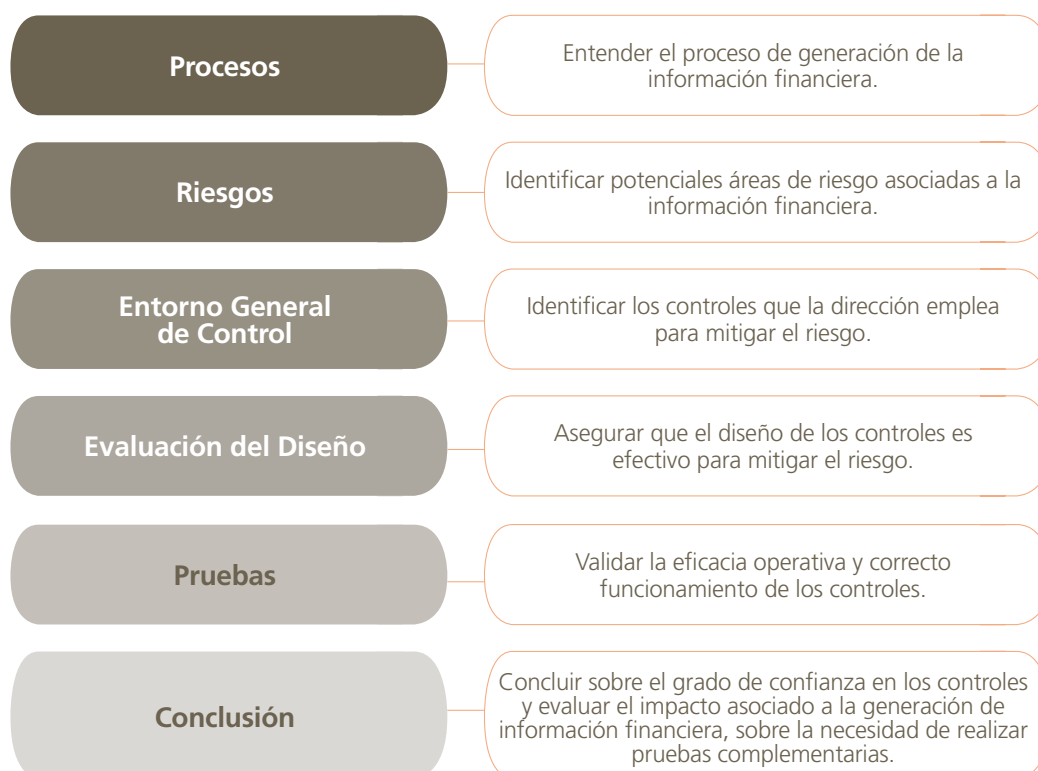 Procesos
Entender el proceso de generación de la
información financiera.
Riesgos
Identificar potenciales áreas de riesgo asociadas a la
información financiera.
Entorno General
de Control
Identificar los controles que la dirección emplea
para mitigar el riesgo.
Evaluación del Diseño
Asegurar que el diseño de los controles es
efectivo para mitigar el riesgo.
Pruebas
Validar la eficacia operativa y correcto
funcionamiento de los controles.
Conclusión
Concluir sobre el grado de confianza en los controles
y evaluar el impacto asociado a la generación de
información financiera, sobre la necesidad de realizar
pruebas complementarias.